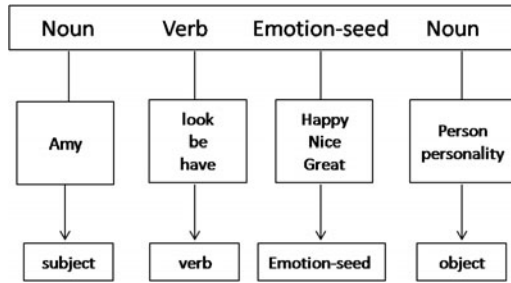 Noun Verb Emotion-seed Noun
Amy
look
be
have
Happy
Nice
Great
Person
personality
subject verb Emotion-seed object